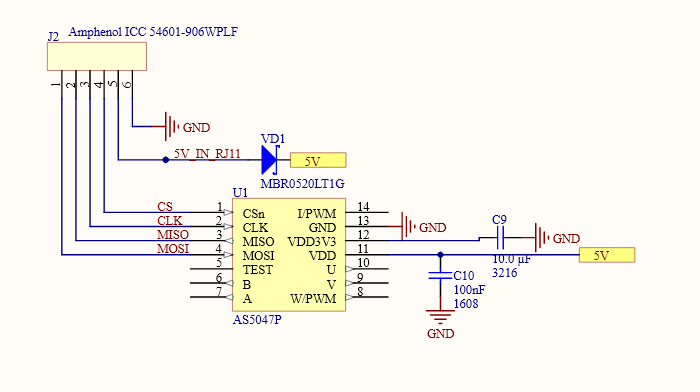 J2 Amphenol ICC 54601-906WPLF
1 2 3 4 5 6
GND
5V_IN_RJ11
VD1
5V
MBR0520LT1G
U1
CS 1 CSn I/PWM 14
CLK 2 CLK GND 13 GND
MISO 3 MISO VDD3V3 12
MOSI 4 MOSI VDD 11
5 TEST U 10
6 B V 9
7 A W/PWM 8
AS5047P
C9
GND
10.0 µF
3216
5V
C10
100nF
1608
GND